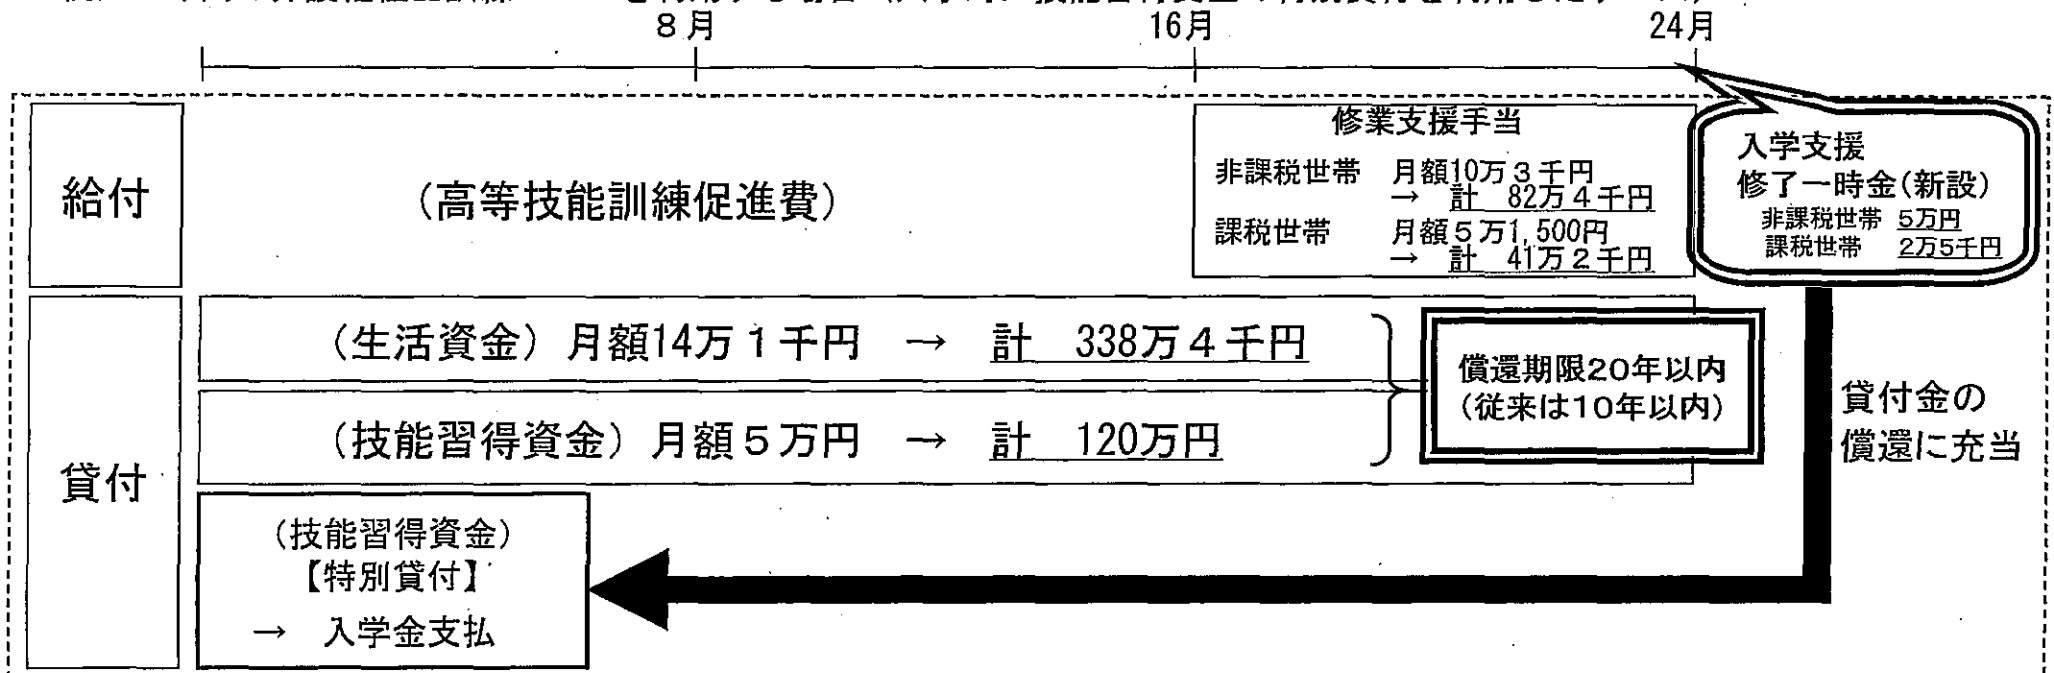 8月
16月
24月
給付
(高等技能訓練促進費)
修業支援手当
非課税世帯 月額10万3千円
→ 計 82万4千円
課税世帯 月額5万1,500円
→ 計 41万2千円
入学支援
修了一時金(新設)
非課税世帯 5万円
課税世帯 2万5千円
貸付
(生活資金)月額14万1千円 → 計 338万4千円
(技能習得資金)月額5万円 → 計 120万円
償還期限20年以内
(従来は10年以内)
貸付金の
償還に充当
(技能習得資金)
【特別貸付】
→ 入学金支払